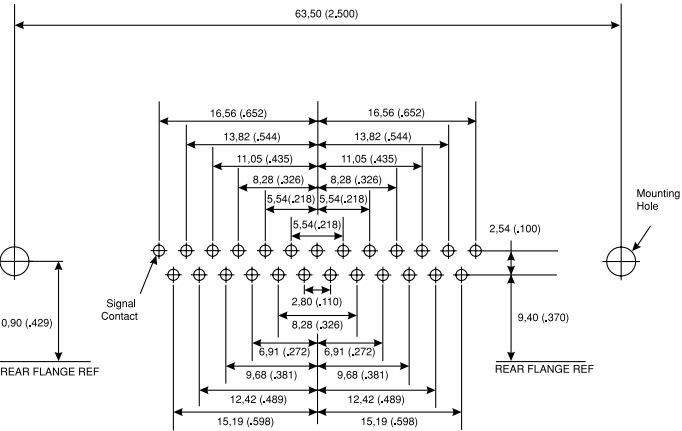 63,50 (2.500)
16,56 (.652) 16,56 (.652)
13,82 (.544) 13,82 (.544)
11,05 (.435) 11,05 (.435)
8,28 (.326) 8,28 (.326)
5,54(.218) 5,54(.218)
5,54(.218)
Mounting
Hole
2,54 (.100)
Signal
Contact
2,80 (.110)
0,90 (.429)
9,40 (.370)
8,28 (.326)
6,91 (.272) 6,91 (.272)
REAR FLANGE REF
REAR FLANGE REF
9,68 (.381) 9,68 (.381)
12,42 (.489) 12,42 (.489)
15,19 (.598) 15,19 (.598)